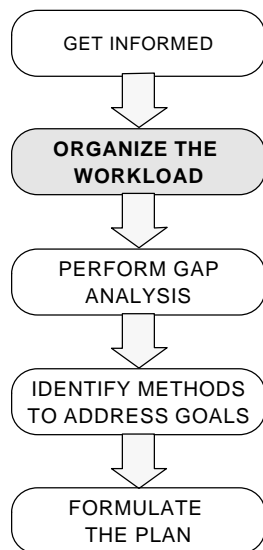 GET INFORMED
ORGANIZE THE
WORKLOAD
PERFORM GAP
ANALYSIS
IDENTIFY METHODS
TO ADDRESS GOALS
FORMULATE
THE PLAN